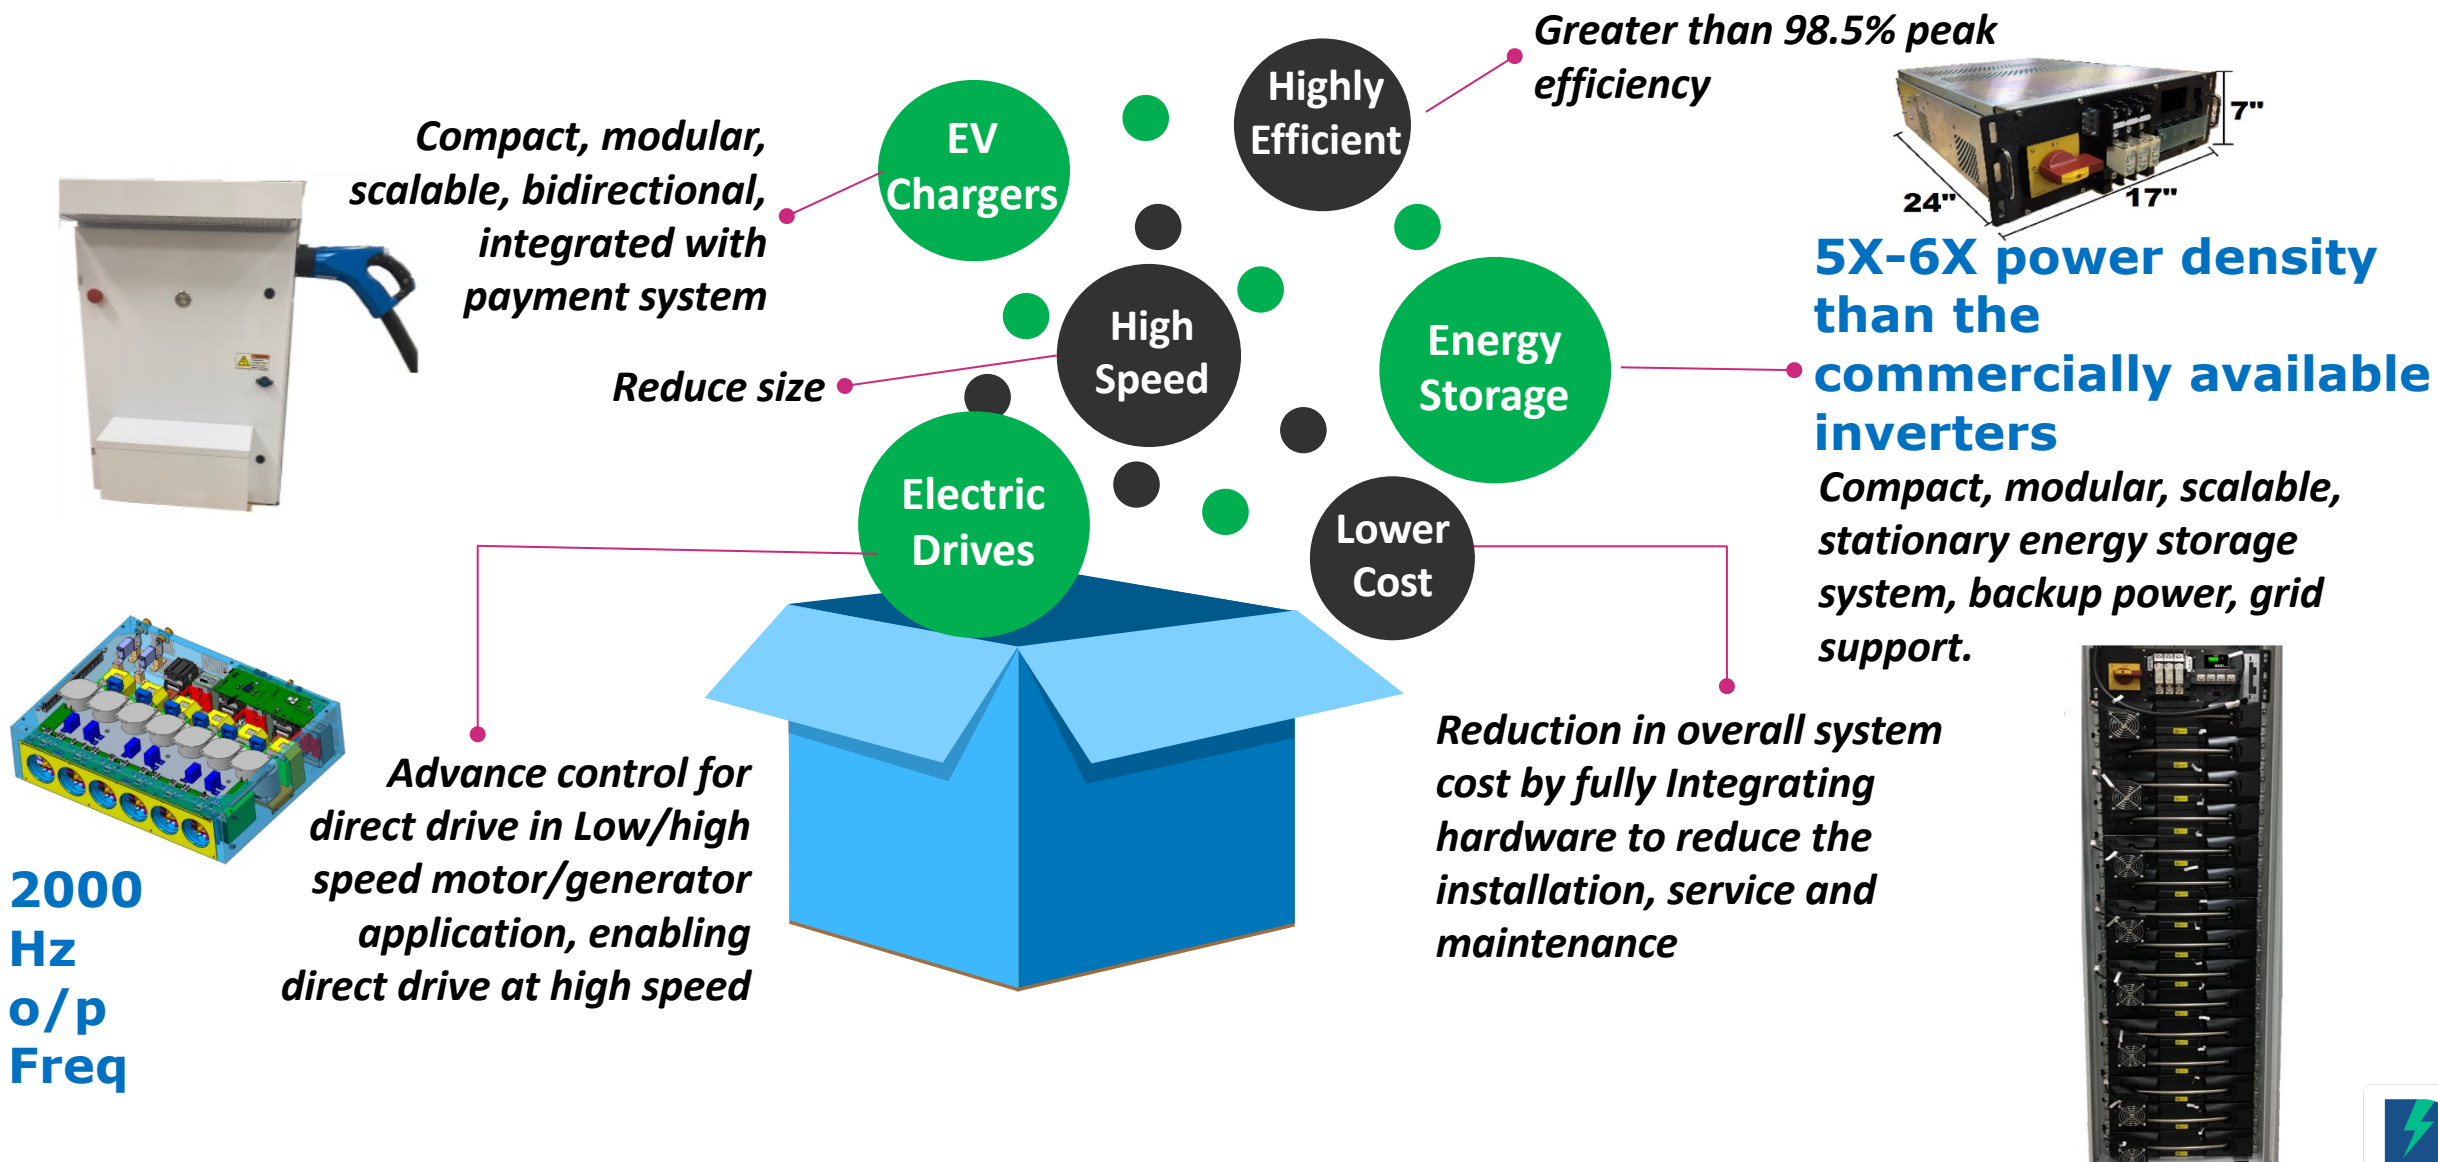 Greater than 98.5% peak
efficiency
Highly
Efficient
EV
Chargers
Compact, modular,
scalable, bidirectional,
integrated with
payment system
7"
24"
17"
High
Speed
Reduce size
Energy
Storage
5X-6X power density
than the
commercially available
inverters
Compact, modular, scalable,
stationary energy storage
system, backup power, grid
support.
Electric
Drives
Lower
Cost
Advance control for
direct drive in Low/high
speed motor/generator
application, enabling
direct drive at high speed
Reduction in overall system
cost by fully Integrating
hardware to reduce the
installation, service and
maintenance
2000
Hz
o/p
Freq